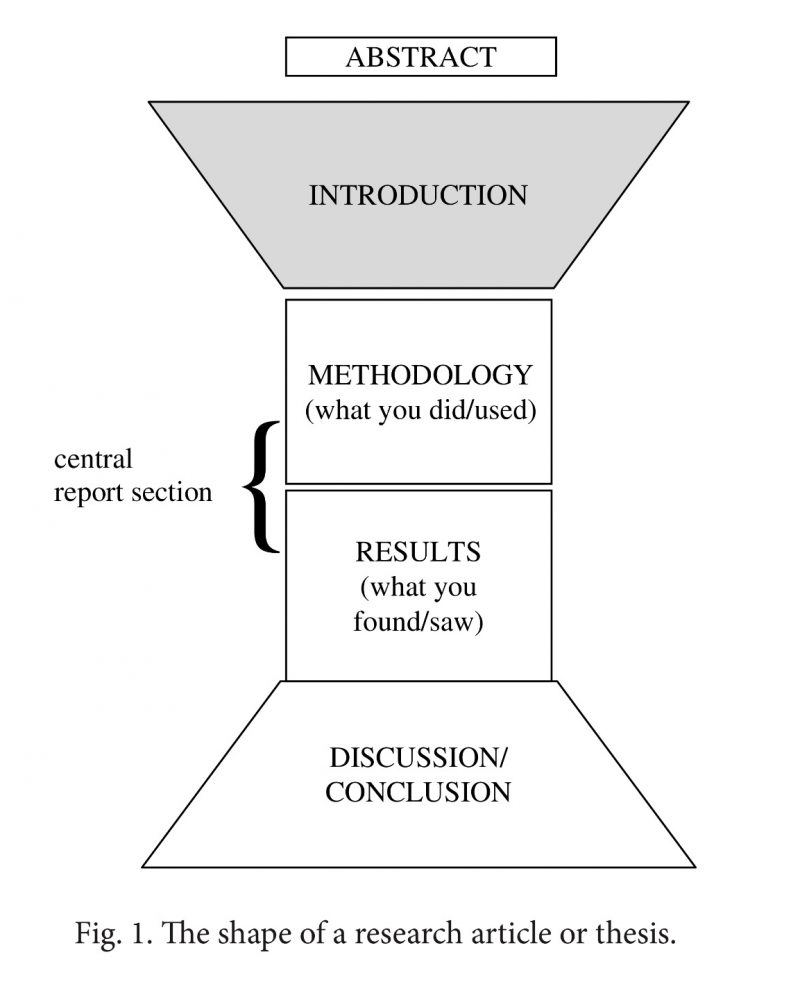 ABSTRACT
INTRODUCTION
METHODOLOGY
(what you did/used)
central
report section
RESULTS
(what you
found/saw)
DISCUSSION/
CONCLUSION
Fig. 1. The shape of a research article or thesis.